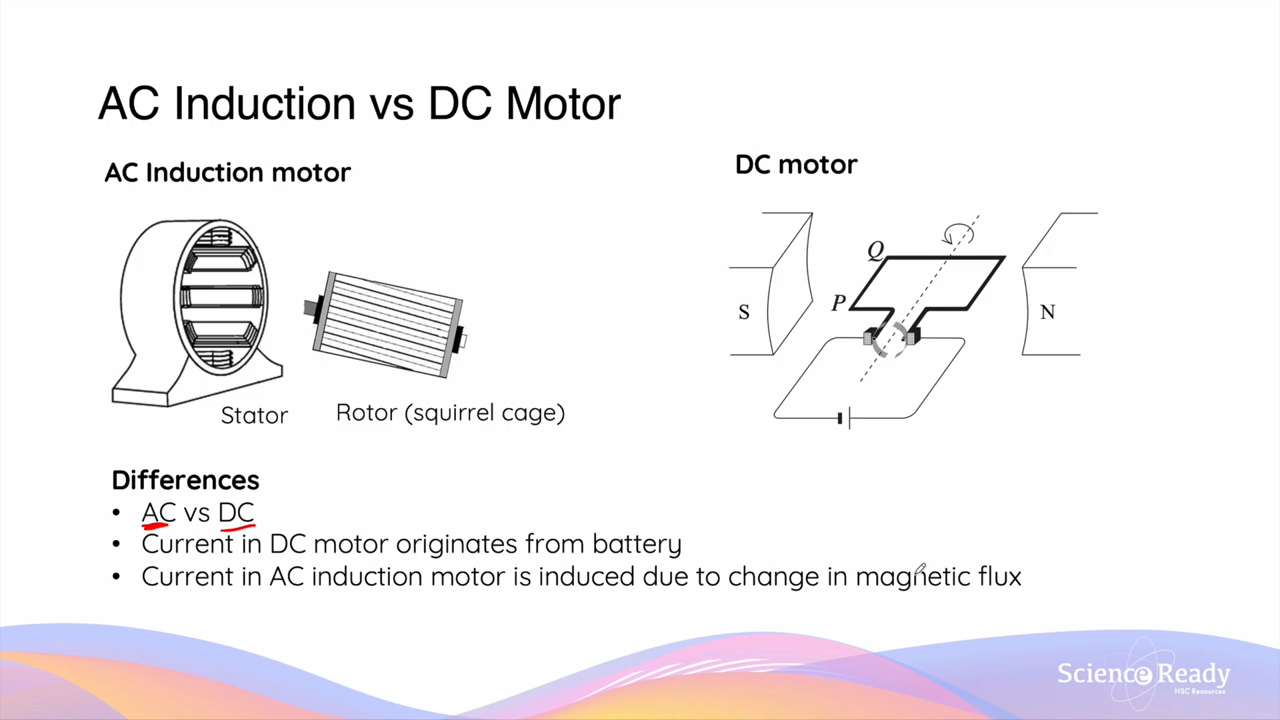 AC Induction vs DC Motor
AC Induction motor
DC motor
Q
P
S
N
Stator
Rotor (squirrel cage)
Differences
• AC vs DC
• Current in DC motor originates from battery
• Current in AC induction motor is induced due to change in magnetic flux
Science Ready
HSC Resources